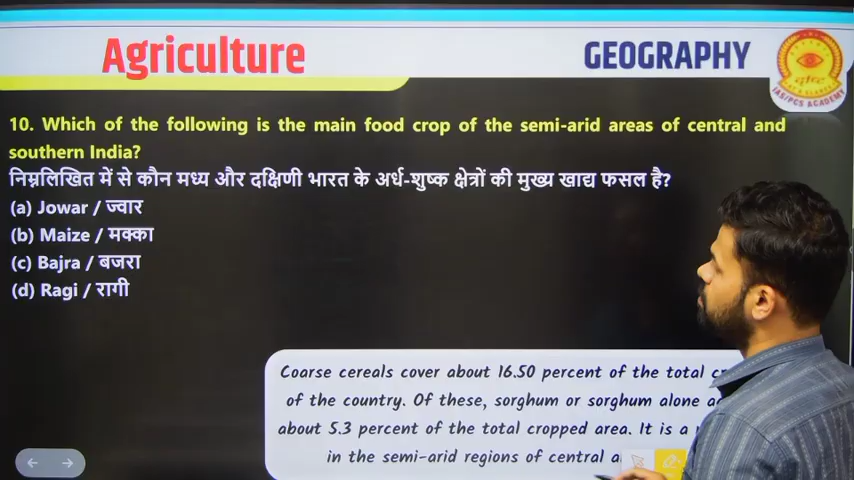 Agriculture
GEOGRAPHY
दृष्टि
IAS/PCS ACADEMY
10. Which of the following is the main food crop of the semi-arid areas of central and
southern India?
निम्नलिखित में से कौन मध्य और दक्षिणी भारत के अर्ध-शुष्क क्षेत्रों की मुख्य खाद्य फसल है?
(a) Jowar / ज्वार
(b) Maize / मक्का
(c) Bajra / बजरा
(d) Ragi / रागी
Coarse cereals cover about 16.50 percent of the total
of the country. Of these, sorghum or sorghum alone
about 5.3 percent of the total cropped area. It is a
in the semi-arid regions of central